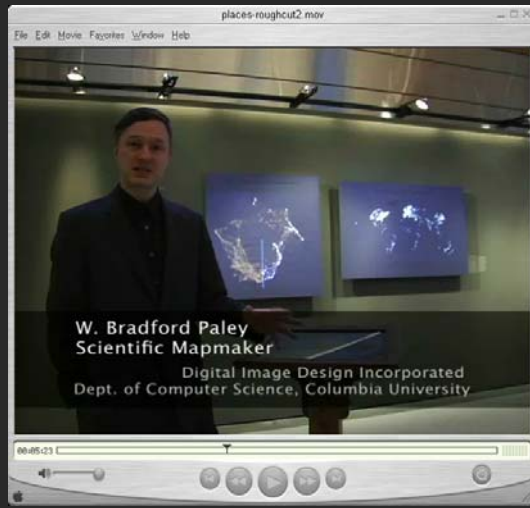 places-roughcut2.mov
File Edit Movie Favorites Window Help
W. Bradford Paley
Scientific Mapmaker
Digital Image Design Incorporated
Dept. of Computer Science, Columbia University
00:05:23